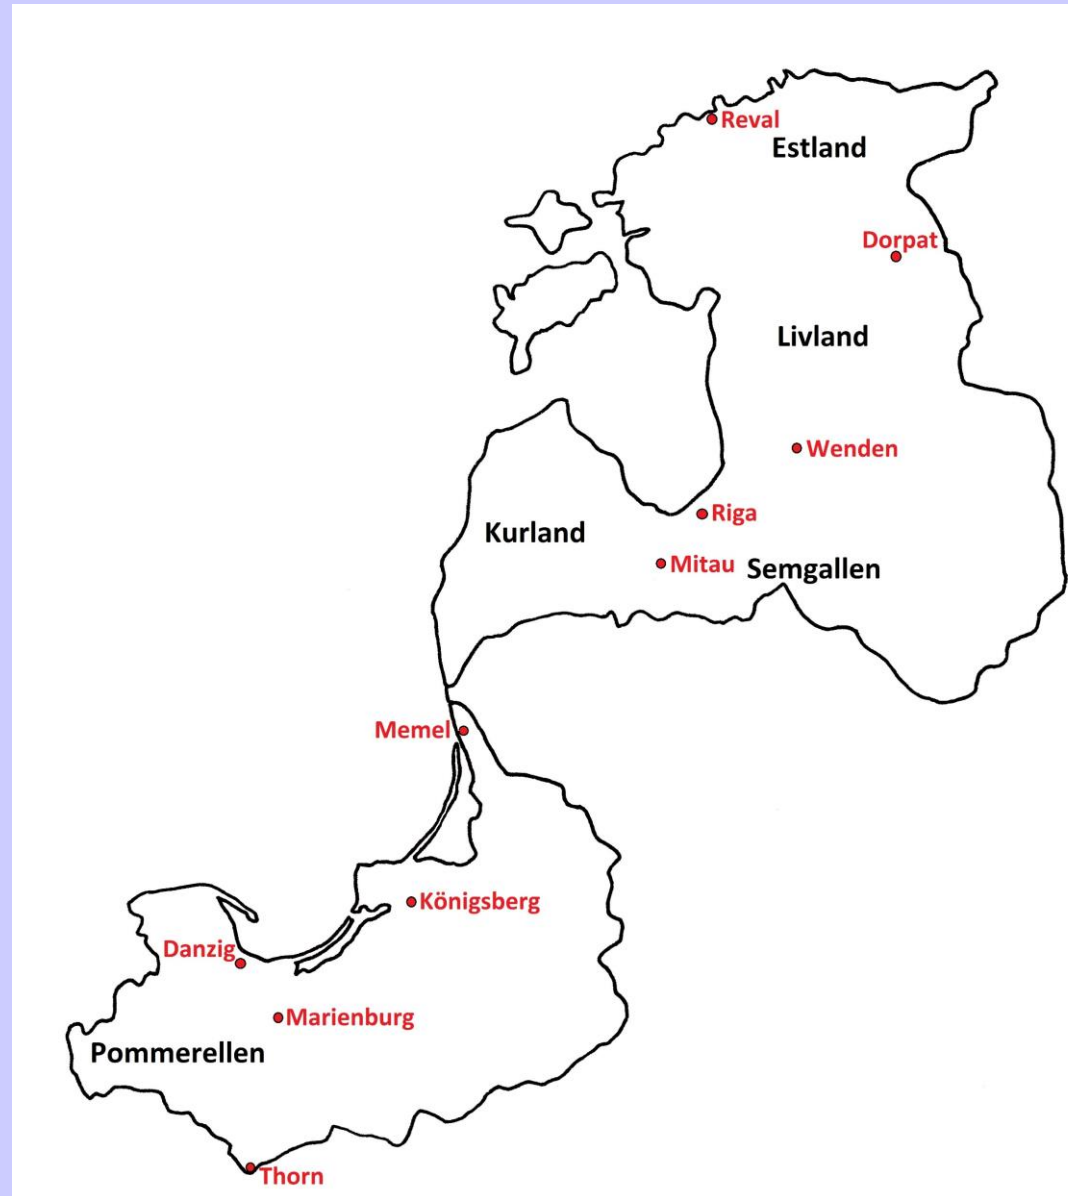 Reval
Estland
Dorpat
Livland
Wenden
Riga
Kurland
Mitau
Semgallen
Memel
Königsberg
Danzig
Marienburg
Pommerellen
Thorn